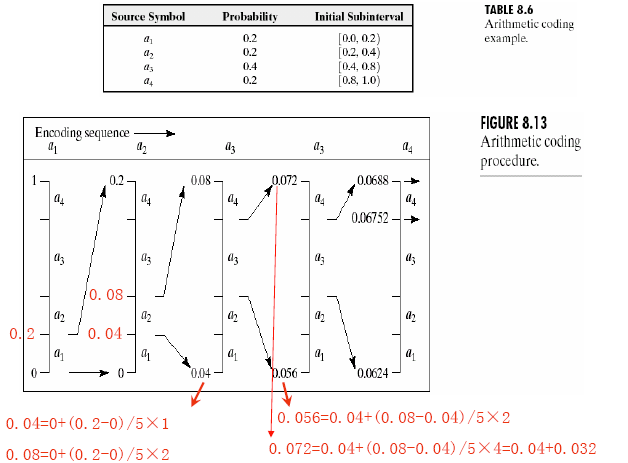 Source Symbol Probability Initial Subinterval
a₁ 0.2 [0.0, 0.2)
a₂ 0.2 [0.2, 0.4)
a₃ 0.4 [0.4, 0.8)
a₄ 0.2 [0.8, 1.0)
TABLE 8.6
Arithmetic coding
example.
FIGURE 8.13
Arithmetic coding
procedure.
Encoding sequence
a₁ a₂ a₃ a₃ a₄
1 0.2 0.08 0.072 0.0688
a₄ a₄ a₄ a₄ a₄
0.06752
a₃ a₃ a₃ a₃ a₃
0.08
a₂ a₂ a₂ a₂ a₂
0.2 0.04
a₁ a₁ a₁ a₁ a₁
0 0 0.04 0.056 0.0624
0.04=0+(0.2-0)/5×1
0.056=0.04+(0.08-0.04)/5×2
0.08=0+(0.2-0)/5×2
0.072=0.04+(0.08-0.04)/5×4=0.04+0.032